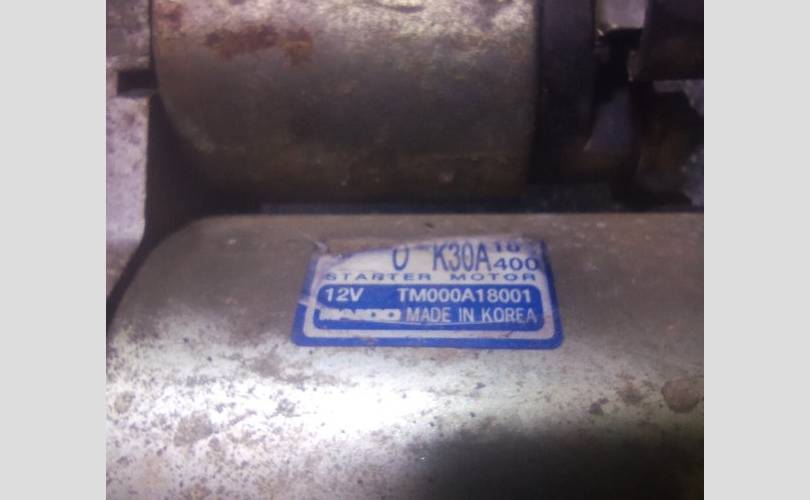 0 K30A 18
400
STARTER MOTOR
12V TM000A18001
MANDO MADE IN KOREA